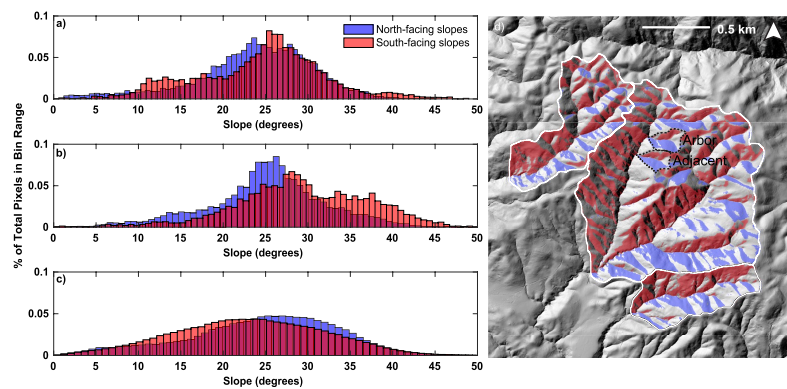 % of Total Pixels in Bin Range
a)
North-facing slopes
South-facing slopes
0.1
0.05
0
0 5 10 15 20 25 30 35 40 45 50
Slope (degrees)
b)
0.1
0.05
0
0 5 10 15 20 25 30 35 40 45 50
Slope (degrees)
c)
0.1
0.05
0
0 5 10 15 20 25 30 35 40 45 50
Slope (degrees)
d)
0.5 km
Arbor
Adjacent